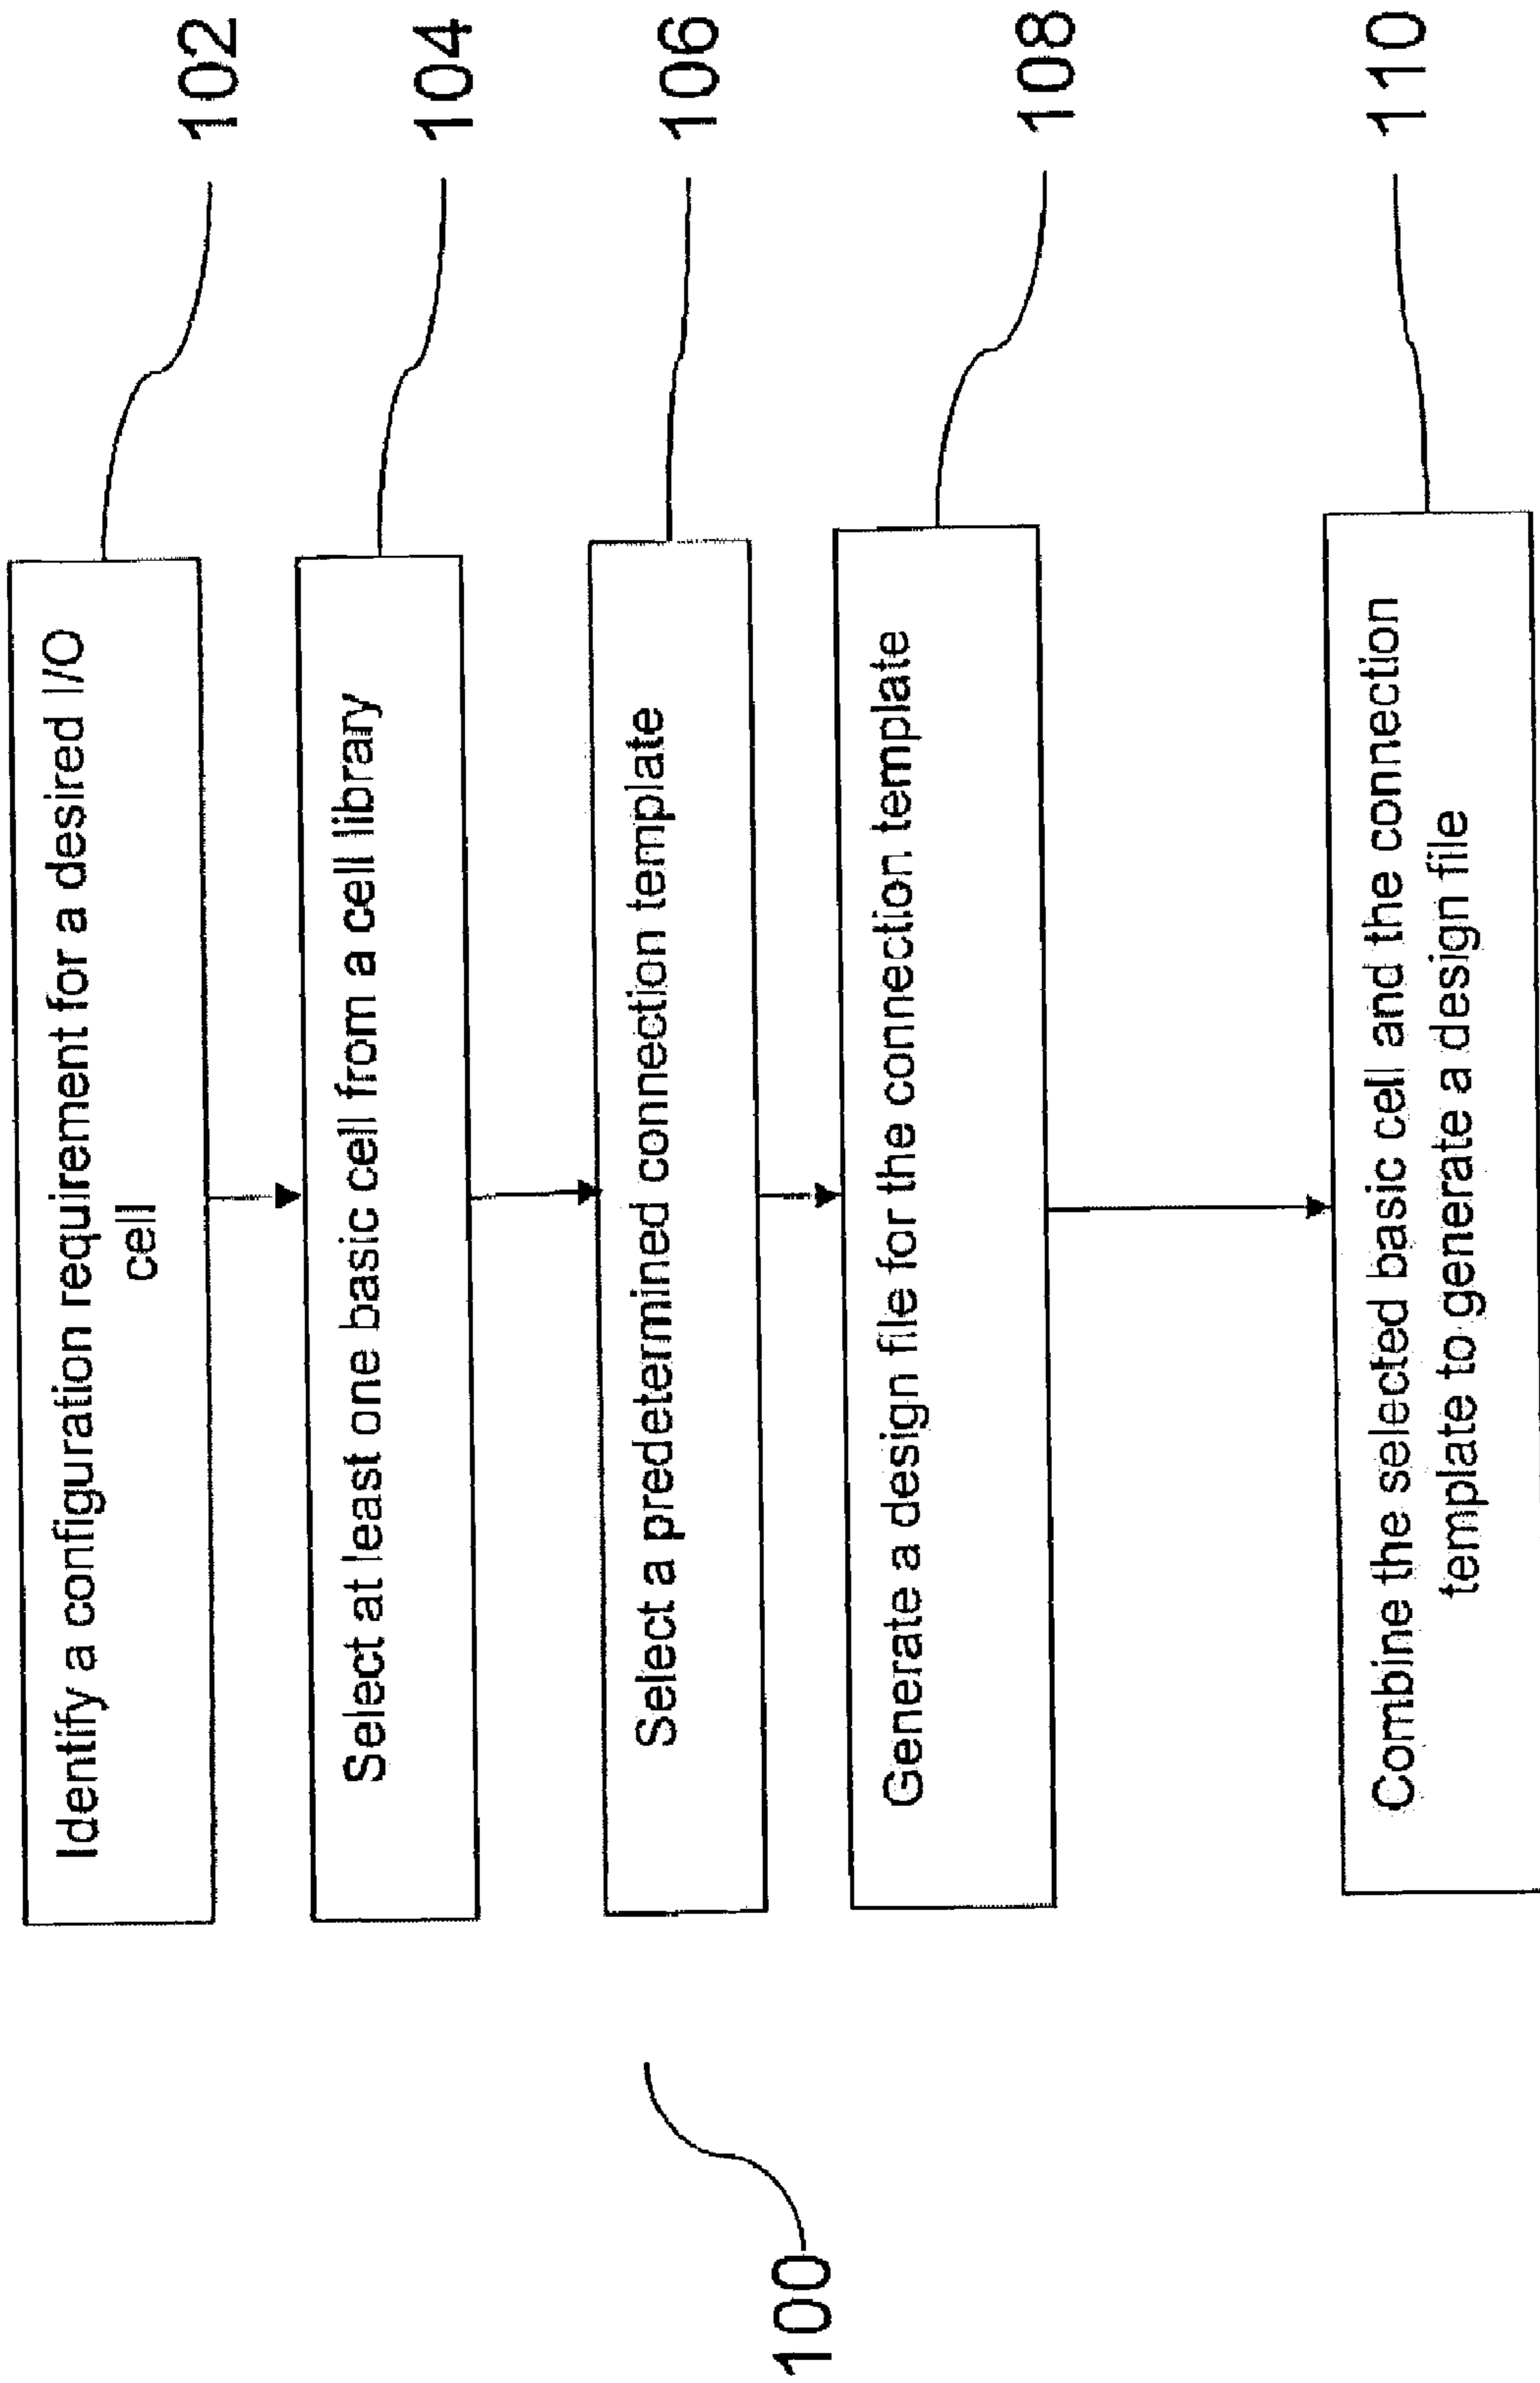 Identify a configuration requirement for a desired I/O
cell
102
Select at least one basic cell from a cell library
104
Select a predetermined connection template
106
Generate a design file for the connection template
108
Combine the selected basic cell and the connection
template to generate a design file
110
100